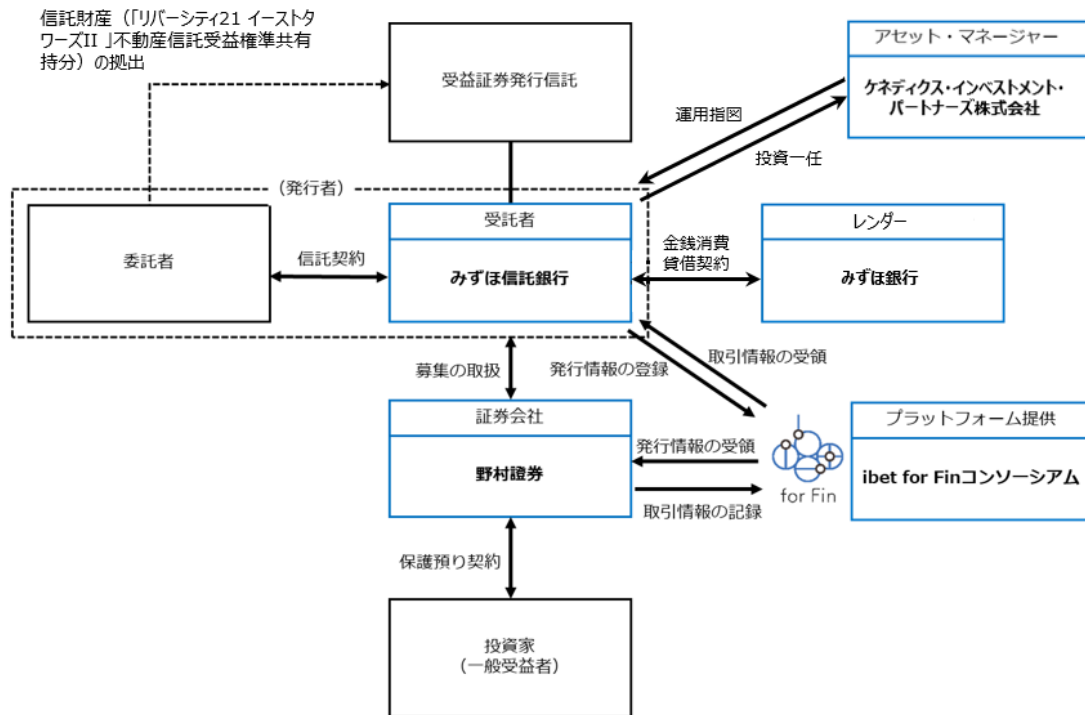 信託財産（「リバーシティ21 イーストタ
ワーズII 」不動産信託受益権準共有
持分）の拠出
受益証券発行信託
アセット・マネージャー
ケネディクス・インベストメント・
パートナーズ株式会社
運用指図
投資一任
（発行者）
委託者
信託契約
受託者
みずほ信託銀行
金銭消費
貸借契約
レンダー
みずほ銀行
募集の取扱
発行情報の登録
取引情報の受領
証券会社
野村證券
発行情報の受領
取引情報の記録
for Fin
プラットフォーム提供
ibet for Finコンソーシアム
保護預り契約
投資家
（一般受益者）